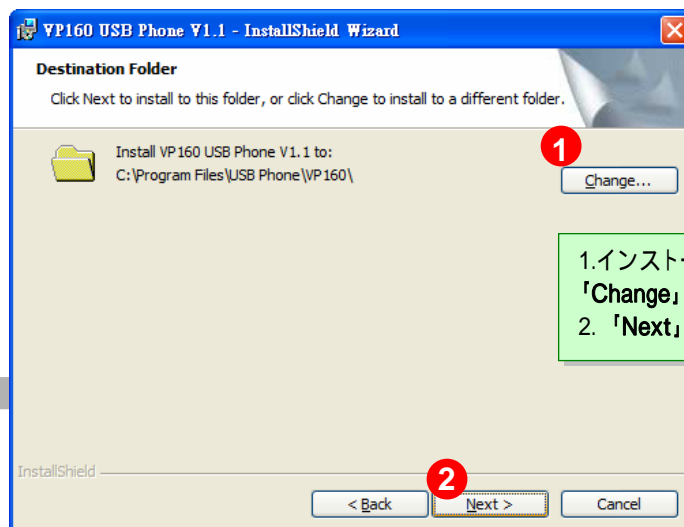 VP160 USB Phone V1.1 - InstallShield Wizard
Destination Folder
Click Next to install to this folder, or click Change to install to a different folder.
Install VP160 USB Phone V1.1 to:
C:\Program Files\USB Phone\VP160\
1
Change...
1.インスト
「Change」
2. 「Next」
InstallShield
2
< Back
Next >
Cancel